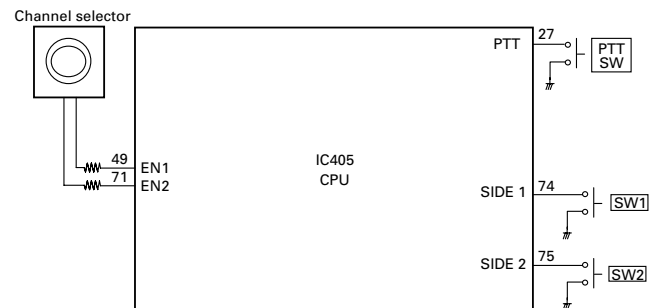 Channel selector
PTT
27
PTT
SW
49
EN1
71
EN2
IC405
CPU
SIDE 1
74
SW1
SIDE 2
75
SW2